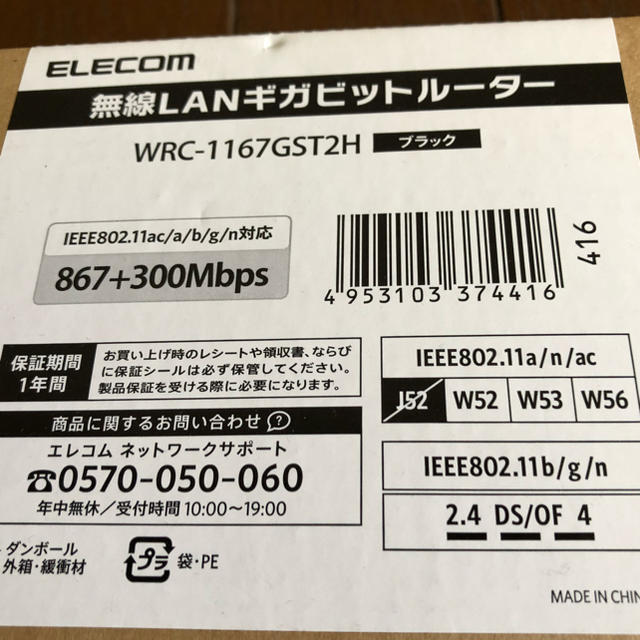 ELECOM
無線LANギガビットルーター
WRC-1167GST2H ブラック
IEEE802.11ac/a/b/g/n対応
867+300Mbps
4 953103 374416
416
保証期間
1年間
お買い上げ時のレシートや領収書、ならび
に保証シールは必ず保管してください。
製品保証を受ける際に必要になります。
IEEE802.11a/n/ac
J52 W52 W53 W56
商品に関するお問い合わせ ?
エレコム ネットワークサポート
☎0570-050-060
年中無休/受付時間 10:00~19:00
IEEE802.11b/g/n
2.4 DS/OF 4
ダンボール
外箱・緩衝材
プラ 袋・PE
MADE IN CHIN